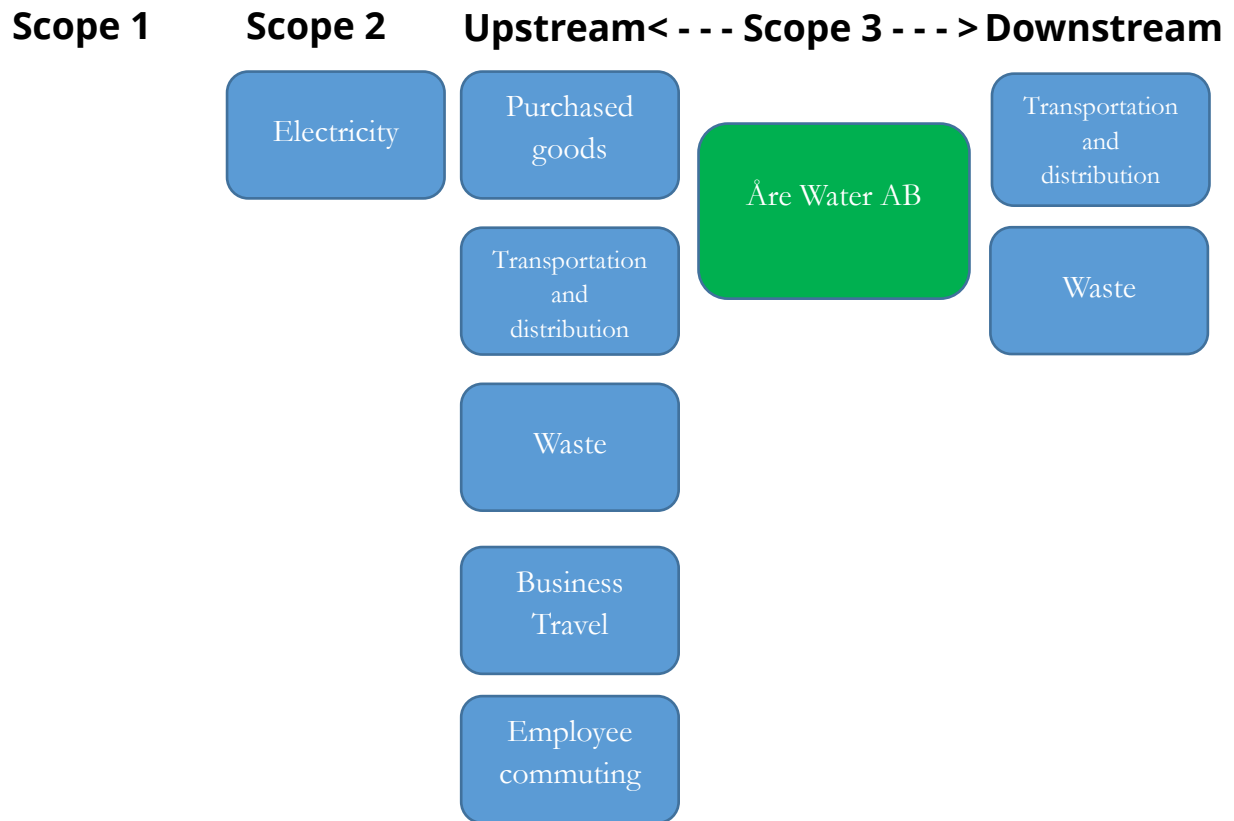 Scope 1 Scope 2 Upstream< - - - Scope 3 - - - > Downstream
Electricity
Purchased
goods
Åre Water AB
Transportation
and
distribution
Transportation
and
distribution
Waste
Waste
Business
Travel
Employee
commuting